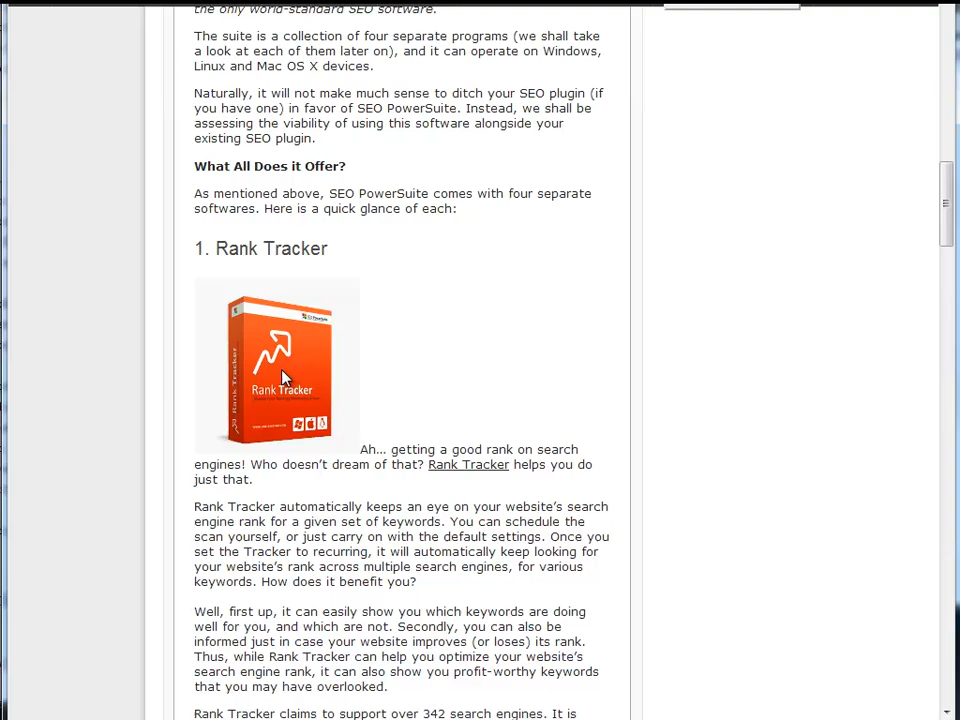 the only world-standard SEO software.
The suite is a collection of four separate programs (we shall take
a look at each of them later on), and it can operate on Windows,
Linux and Mac OS X devices.
Naturally, it will not make much sense to ditch your SEO plugin (if
you have one) in favor of SEO PowerSuite. Instead, we shall be
assessing the viability of using this software alongside your
existing SEO plugin.
What All Does it Offer?
As mentioned above, SEO PowerSuite comes with four separate
softwares. Here is a quick glance of each:
1. Rank Tracker
Rank Tracker
Rank Tracker
Ah... getting a good rank on search
engines! Who doesn’t dream of that? Rank Tracker helps you do
just that.
Rank Tracker automatically keeps an eye on your website’s search
engine rank for a given set of keywords. You can schedule the
scan yourself, or just carry on with the default settings. Once you
set the Tracker to recurring, it will automatically keep looking for
your website’s rank across multiple search engines, for various
keywords. How does it benefit you?
Well, first up, it can easily show you which keywords are doing
well for you, and which are not. Secondly, you can also be
informed just in case your website improves (or loses) its rank.
Thus, while Rank Tracker can help you optimize your website’s
search engine rank, it can also show you profit-worthy keywords
that you may have overlooked.
Rank Tracker claims to support over 342 search engines. It is